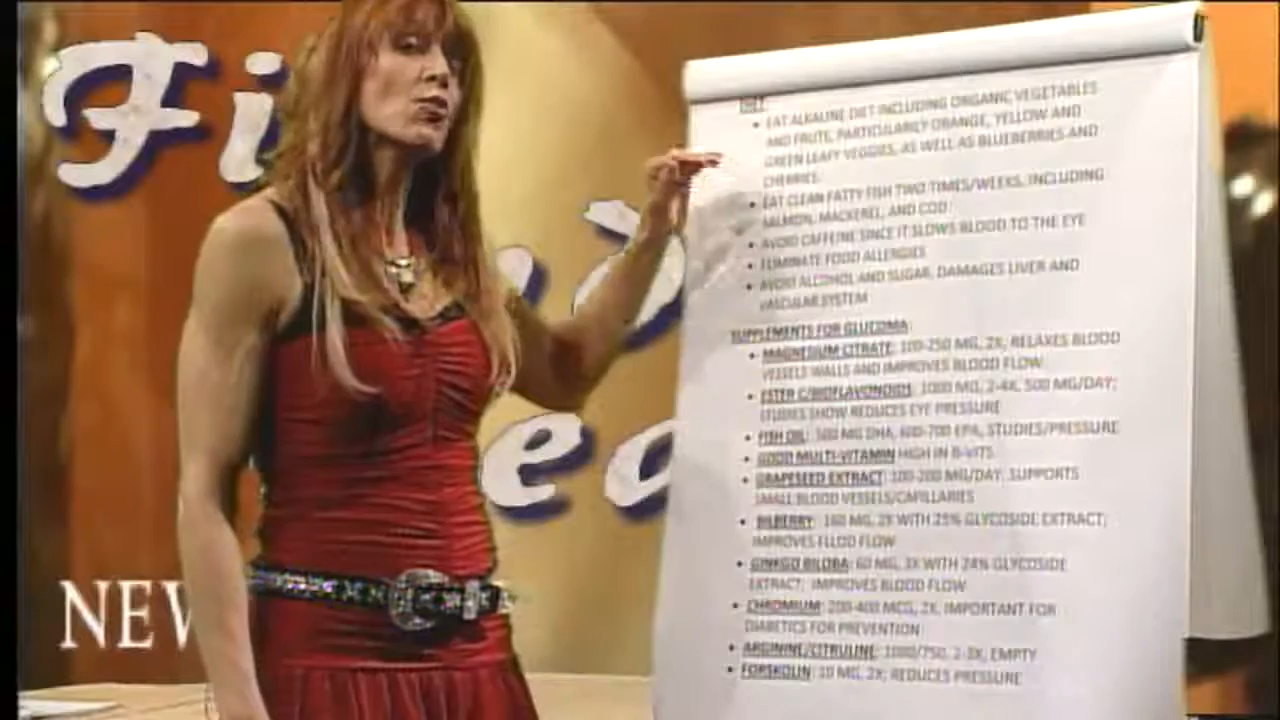 Fi
NEW
DIET
• EAT ALKALINE DIET INCLUDING ORGANIC VEGETABLES
AND FRUTE, PARTICULARILY ORANGE, YELLOW AND
GREEN LEAFY VEGGIES, AS WELL AS BLUEBERRIES AND
CHERRIES.
• EAT CLEAN FATTY FISH TWO TIMES/WEEKS, INCLUDING
SALMON, MACKEREL, AND COD
• AVOID CAFFEINE SINCE IT SLOWS BLOOD TO THE EYE
• ELIMINATE FOOD ALLERGIES
• AVOID ALCOHOL AND SUGAR, DAMAGES LIVER AND
VASCULAR SYSTEM
SUPPLEMENTS FOR GLUCOMA:
• MAGNESIUM CITRATE: 100-250 MG, 2X; RELAXES BLOOD
VESSELS WALLS AND IMPROVES BLOOD FLOW
• ESTER C/BIOFLAVONOIDS: 1000 MG, 2-4X, 500 MG/DAY;
STUDIES SHOW REDUCES EYE PRESSURE
• FISH OIL: 500 MG DHA, 600-700 EPA, STUDIES/PRESSURE
• GOOD MULTI-VITAMIN HIGH IN B-VITS
• GRAPESEED EXTRACT: 100-200 MG/DAY; SUPPORTS
SMALL BLOOD VESSELS/CAPILLARIES
• BILBERRY: 160 MG, 2X WITH 25% GLYCOSIDE EXTRACT;
IMPROVES FLLOD FLOW
• GINKGO BILOBA: 60 MG, 3X WITH 24% GLYCOSIDE
EXTRACT; IMPROVES BLOOD FLOW
• CHROMIUM: 200-400 MCG, 2X, IMPORTANT FOR
DIABETICS FOR PREVENTION
• ARGININE/CITRULINE: 1000/750, 2-3X, EMPTY
• FORSKOLIN: 10 MG, 2X; REDUCES PRESSURE